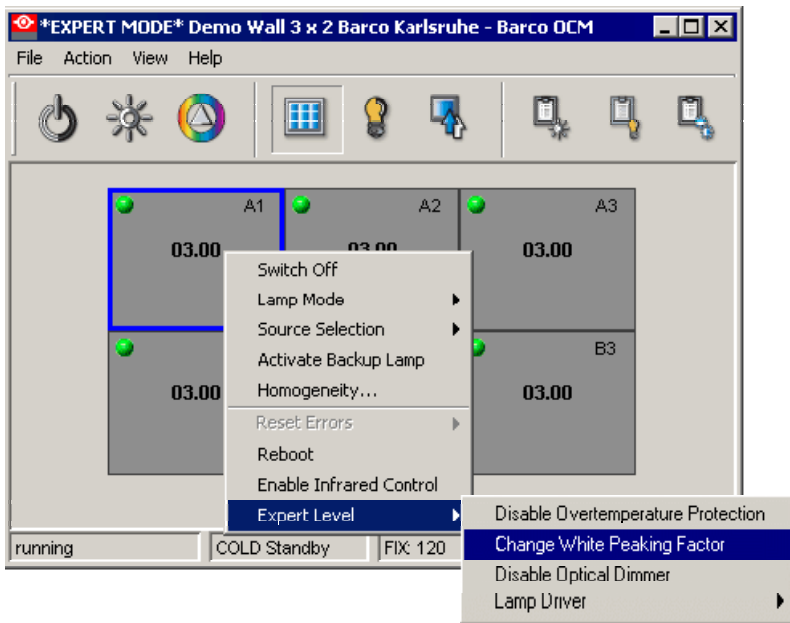 *EXPERT MODE* Demo Wall 3 x 2 Barco Karlsruhe - Barco OCM
File Action View Help
A1 A2 A3
03.00 03.00 03.00
Switch Off
Lamp Mode
Source Selection
Activate Backup Lamp
Homogeneity...
B3
03.00 03.00
Reset Errors
Reboot
Enable Infrared Control
Expert Level
Disable Overtemperature Protection
Change White Peaking Factor
Disable Optical Dimmer
Lamp Driver
running COLD Standby FIX: 120